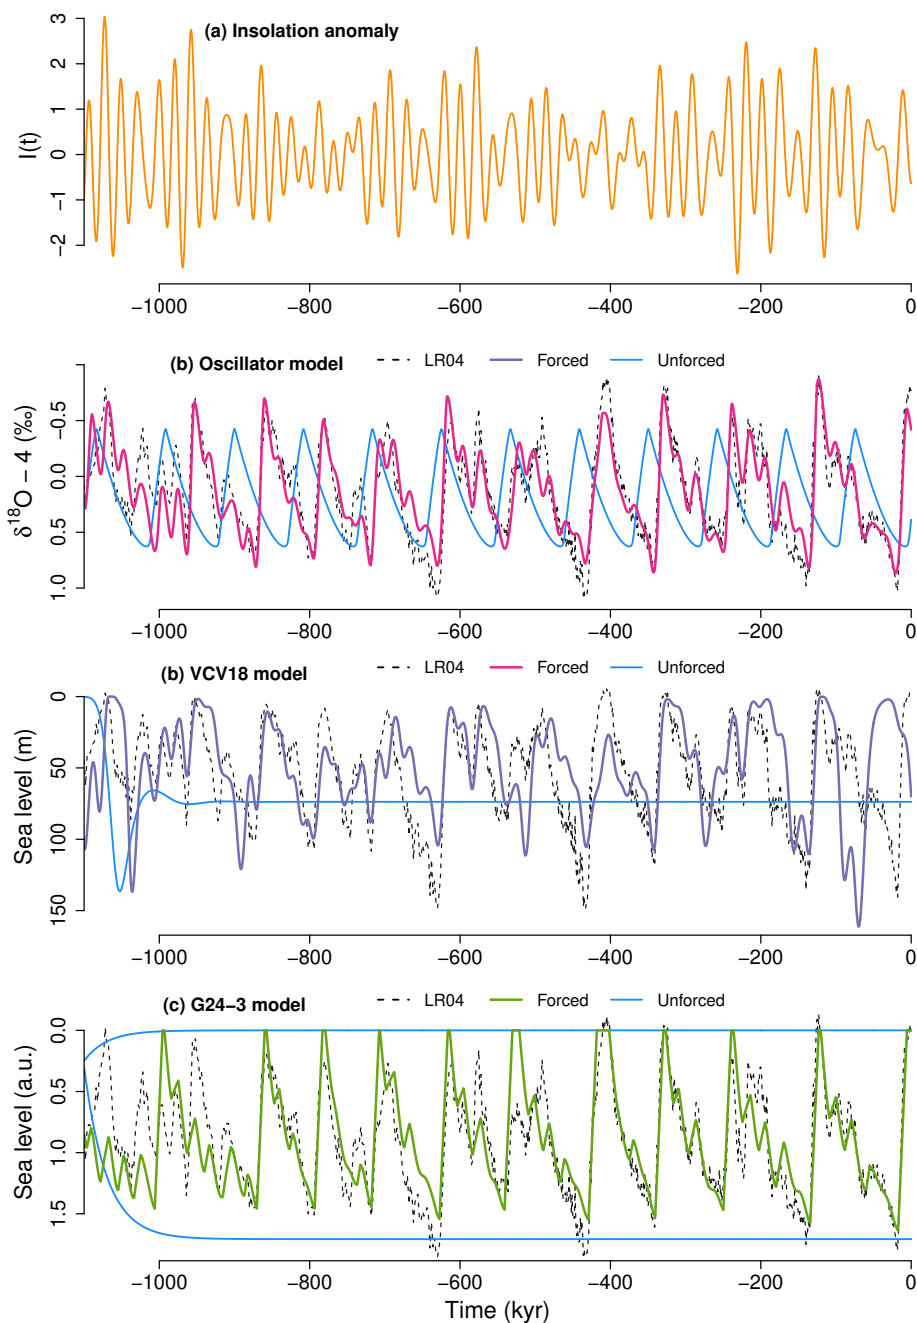 (a) Insolation anomaly
I(t)
3
2
1
0
−1
−2
−1000 −800 −600 −400 −200 0
(b) Oscillator model LR04 Forced Unforced
δ18O − 4 (‰)
−0.5
0.0
0.5
1.0
−1000 −800 −600 −400 −200 0
(b) VCV18 model LR04 Forced Unforced
Sea level (m)
0
50
100
150
−1000 −800 −600 −400 −200 0
(c) G24−3 model LR04 Forced Unforced
Sea level (a.u.)
0.0
0.5
1.0
1.5
−1000 −800 −600 −400 −200 0
Time (kyr)